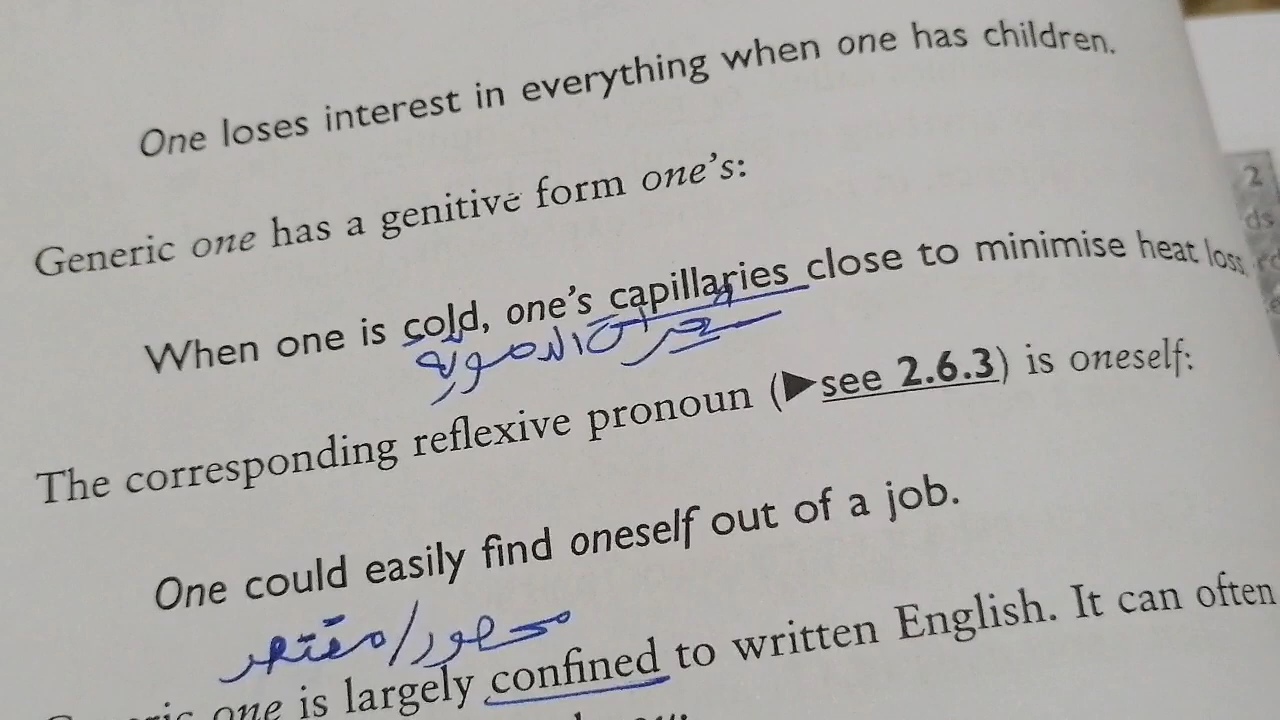 One loses interest in everything when one has children.
Generic one has a genitive form one's:
When one is cold, one's capillaries close to minimise heat loss
The corresponding reflexive pronoun (▶see 2.6.3) is oneself:
One could easily find oneself out of a job.
محصور/مقتصر
one is largely confined to written English. It can often
2
ds